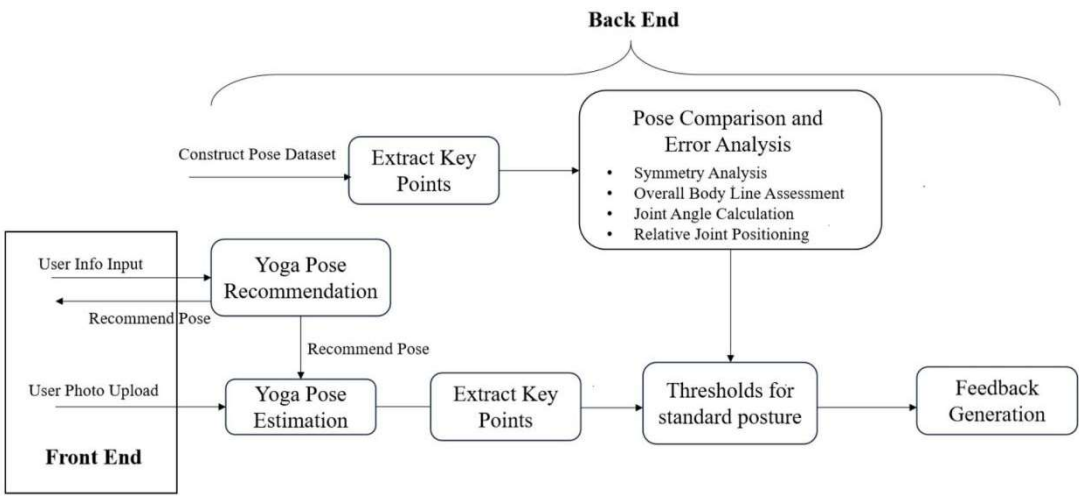 Back End
Construct Pose Dataset
Extract Key
Points
Pose Comparison and
Error Analysis
• Symmetry Analysis
• Overall Body Line Assessment
• Joint Angle Calculation
• Relative Joint Positioning
User Info Input
Recommend Pose
Yoga Pose
Recommendation
Recommend Pose
User Photo Upload
Yoga Pose
Estimation
Extract Key
Points
Thresholds for
standard posture
Feedback
Generation
Front End